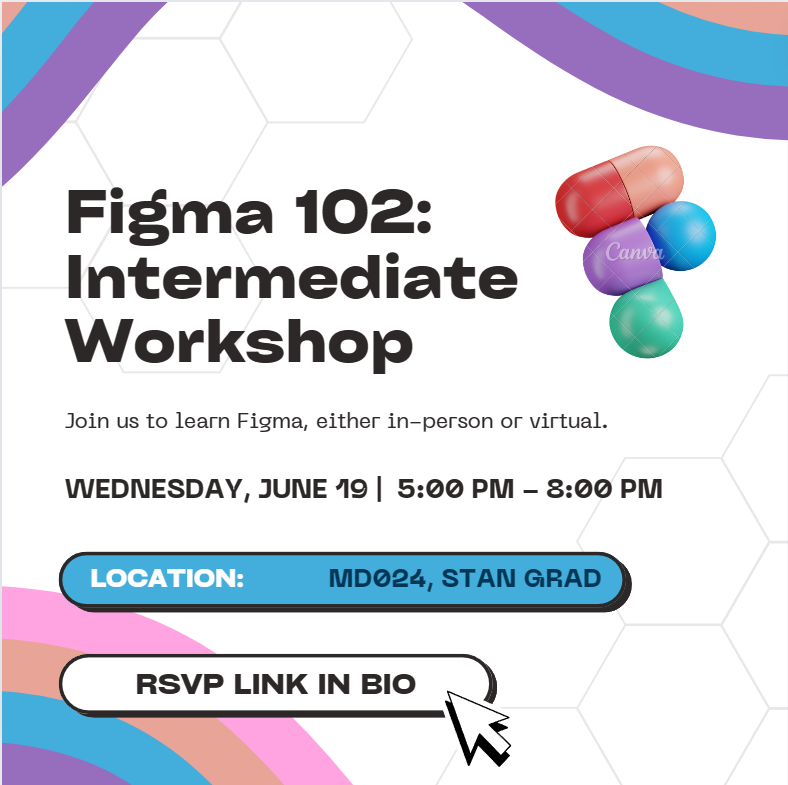 Figma 102:
Intermediate
Workshop
Canva
Join us to learn Figma, either in-person or virtual.
WEDNESDAY, JUNE 19 | 5:00 PM - 8:00 PM
LOCATION: MD024, STAN GRAD
RSVP LINK IN BIO